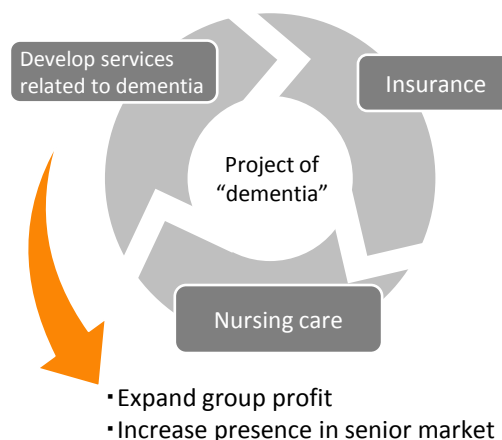 Develop services
related to dementia
Insurance
Project of
“dementia”
Nursing care
・Expand group profit
・Increase presence in senior market